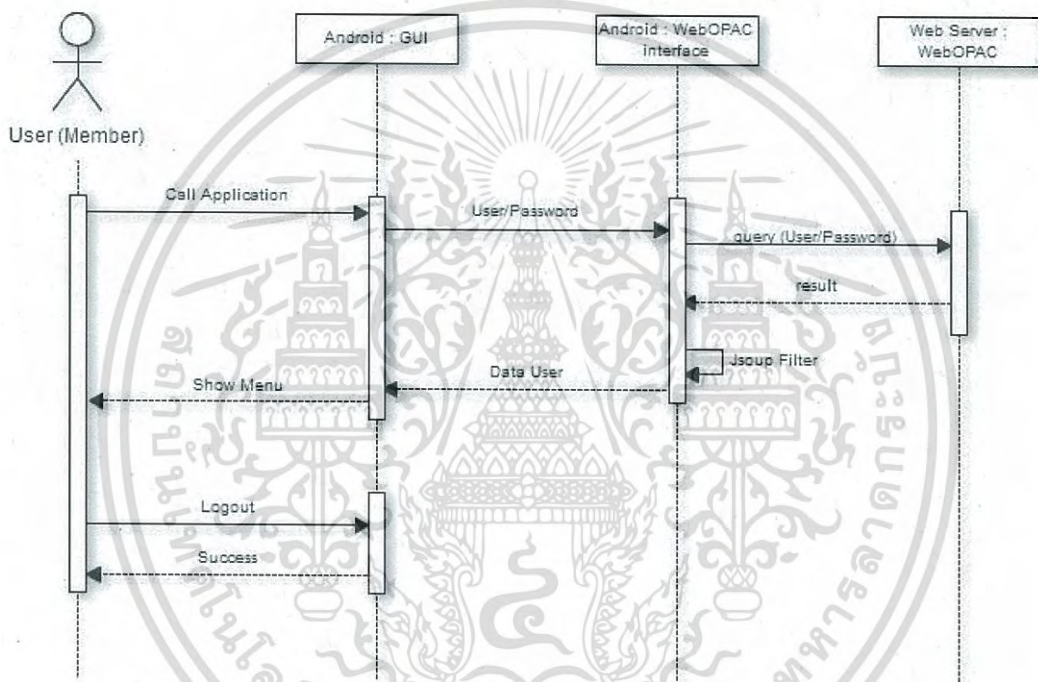 Android : GUI
Android : WebOPAC
interface
Web Server :
WebOPAC
User (Member)
Call Application
User/Password
query (User/Password)
result
Jsoup Filter
Data User
Show Menu
Logout
Success